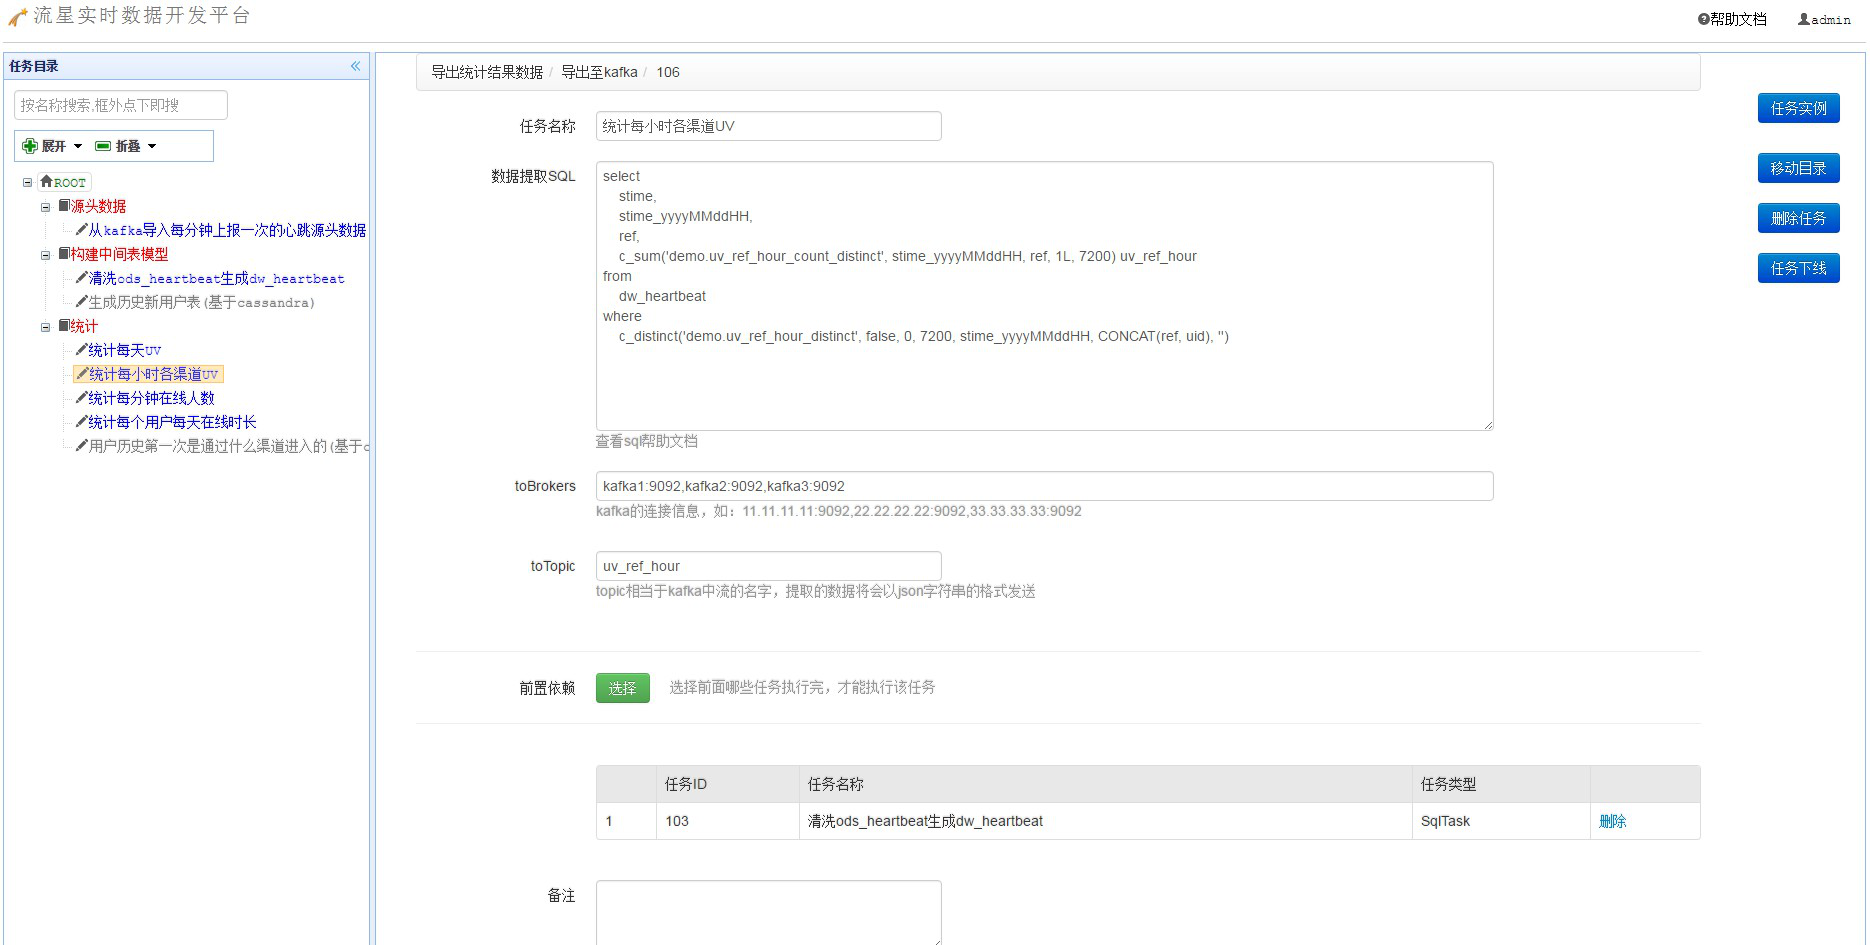 流星实时数据开发平台
帮助文档
admin
任务目录
按名称搜索,框外点下即搜
展开 折叠
ROOT
源头数据
从kafka导入每分钟上报一次的心跳源头数据
构建中间表模型
清洗ods_heartbeat生成dw_heartbeat
生成历史新用户表(基于cassandra)
统计
统计每天UV
统计每小时各渠道UV
统计每分钟在线人数
统计每个用户每天在线时长
用户历史第一次是通过什么渠道进入的(基于c
导出统计结果数据 / 导出至kafka / 106
任务名称 统计每小时各渠道UV
数据提取SQL
select
stime,
stime_yyyyMMddHH,
ref,
c_sum('demo.uv_ref_hour_count_distinct', stime_yyyyMMddHH, ref, 1L, 7200) uv_ref_hour
from
dw_heartbeat
where
c_distinct('demo.uv_ref_hour_distinct', false, 0, 7200, stime_yyyyMMddHH, CONCAT(ref, uid), '')
查看sql帮助文档
toBrokers kafka1:9092,kafka2:9092,kafka3:9092
kafka的连接信息，如：11.11.11.11:9092,22.22.22.22:9092,33.33.33.33:9092
toTopic uv_ref_hour
topic相当于kafka中流的名字，提取的数据将会以json字符串的格式发送
前置依赖 选择 选择前面哪些任务执行完，才能执行该任务
任务ID 任务名称 任务类型
1 103 清洗ods_heartbeat生成dw_heartbeat SqlTask 删除
备注
任务实例
移动目录
删除任务
任务下线